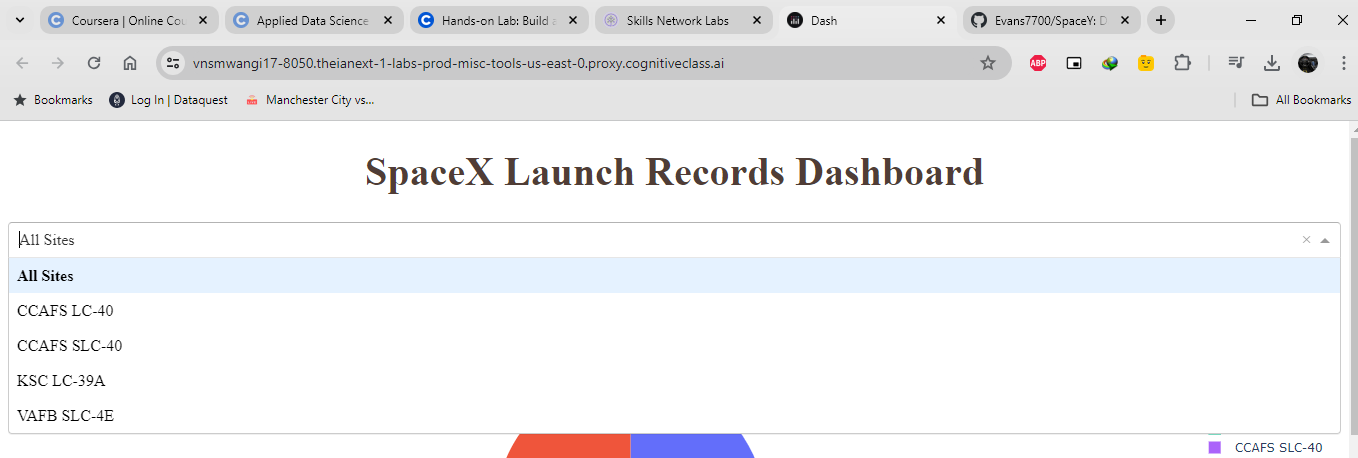 Coursera | Online Cou
Applied Data Science
Hands-on Lab: Build a
Skills Network Labs
Dash
Evans7700/SpaceY: D
vnsmwangi17-8050.theianext-1-labs-prod-misc-tools-us-east-0.proxy.cognitiveclass.ai
ABP
Bookmarks
Log In | Dataquest
Manchester City vs...
All Bookmarks
SpaceX Launch Records Dashboard
All Sites
All Sites
CCAFS LC-40
CCAFS SLC-40
KSC LC-39A
VAFB SLC-4E
CCAFS SLC-40